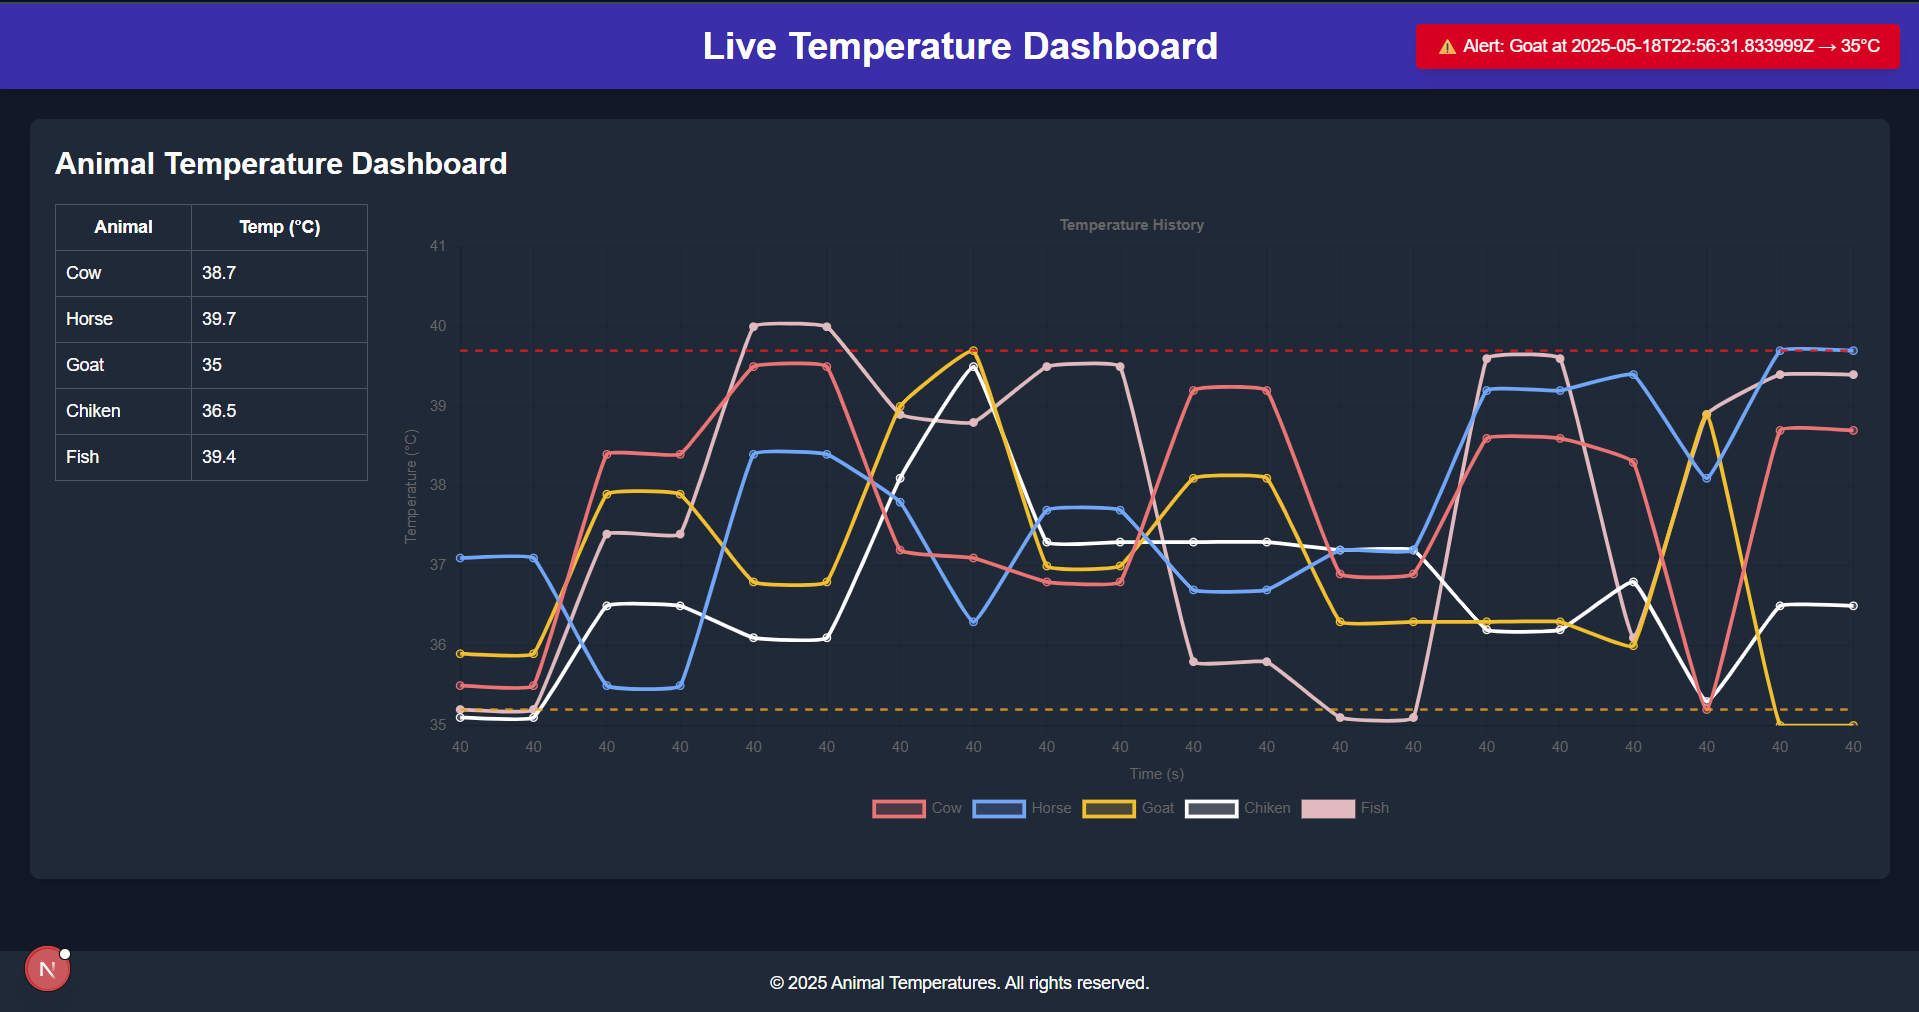 Live Temperature Dashboard
⚠ Alert: Goat at 2025-05-18T22:56:31.833999Z → 35°C
Animal Temperature Dashboard
Animal Temp (°C)
Cow 38.7
Horse 39.7
Goat 35
Chiken 36.5
Fish 39.4
Temperature History
Temperature (°C)
41
40
39
38
37
36
35
40 40 40 40 40 40 40 40 40 40 40 40 40 40 40 40 40 40 40 40
Time (s)
Cow Horse Goat Chiken Fish
N
© 2025 Animal Temperatures. All rights reserved.